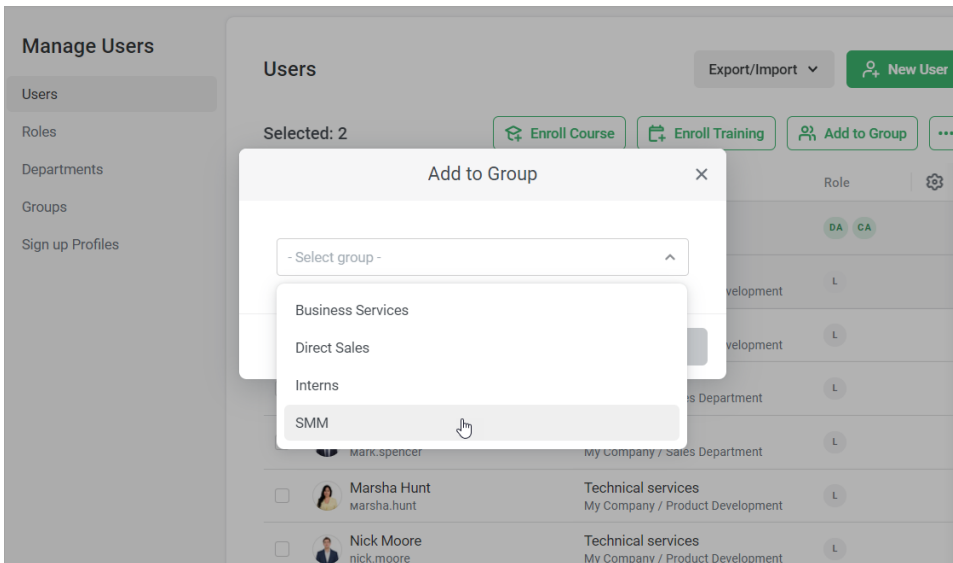 Manage Users
Users
Roles
Departments
Groups
Sign up Profiles
Users
Export/Import
New User
Selected: 2
Enroll Course
Enroll Training
Add to Group
Role
Add to Group
- Select group -
Business Services
Direct Sales
Interns
SMM
DA CA
velopment
L
velopment
L
s Department
L
Mark.spencer
My Company / Sales Department
L
Marsha Hunt
Technical services
Marsha.hunt
My Company / Product Development
L
Nick Moore
Technical services
nick.moore
My Company / Product Development
L